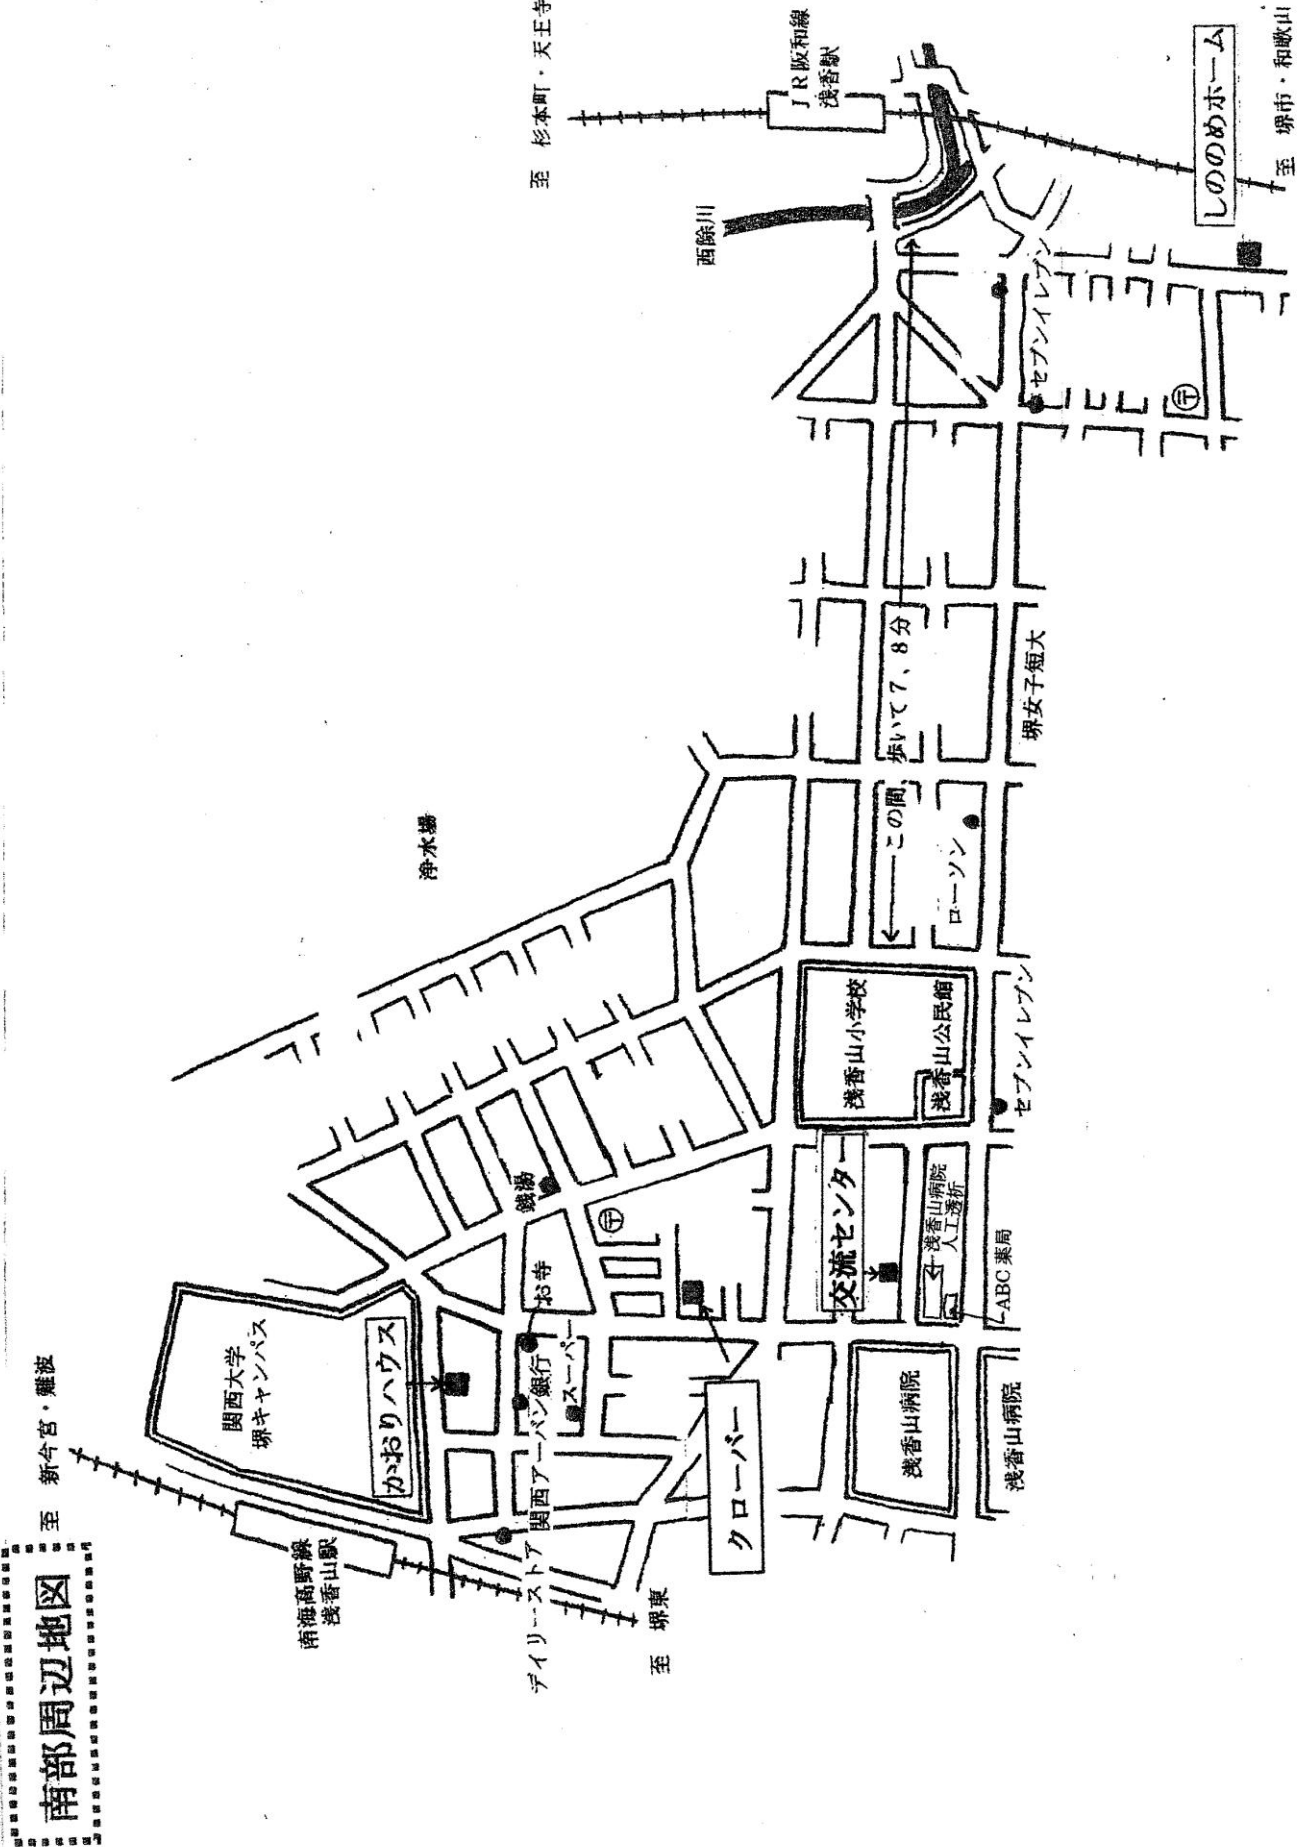 南部周辺地図
至 新今宮・難波
関西大学
堺キャンパス
南海高野線
浅香山駅
かおりハウス
デイリーストア
関西アーバン銀行
スーパー
お寺
銭湯
〒
至 堺東
クローバー
浄水場
交流センター
浅香山小学校
浅香山公民館
浅香山病院
人工透析
ABC薬局
浅香山病院
浅香山病院
セブンイレブン
ローソン
この間、歩いて7、8分
堺女子短大
西除川
至 杉本町・天王寺
JR阪和線
浅香駅
セブンイレブン
〒
しののめホーム
至 堺市・和歌山